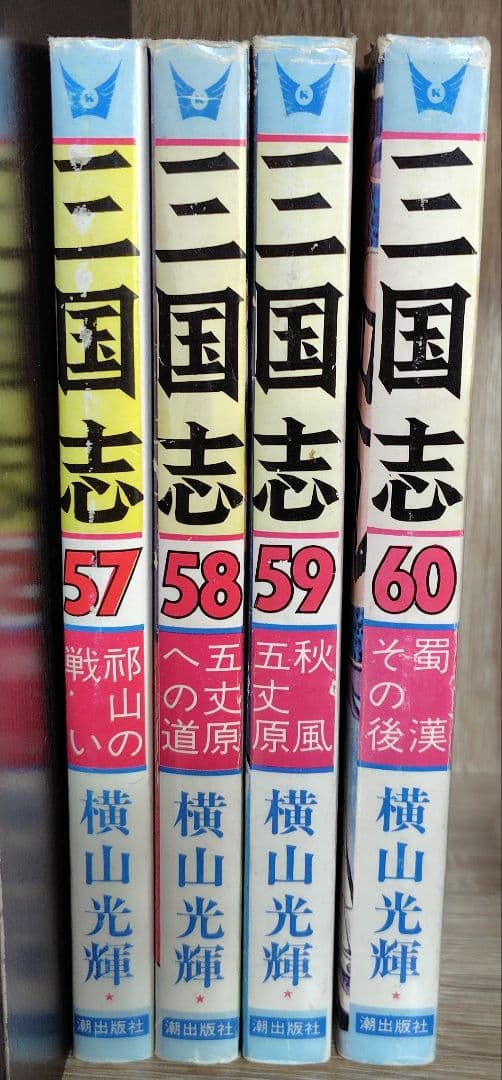 K
三国志
57
祁山の
戦い
横山光輝
潮出版社
K
三国志
58
五丈原
への道
横山光輝
潮出版社
K
三国志
59
秋風
五丈原
横山光輝
潮出版社
K
三国志
60
蜀漢
その後
横山光輝
潮出版社